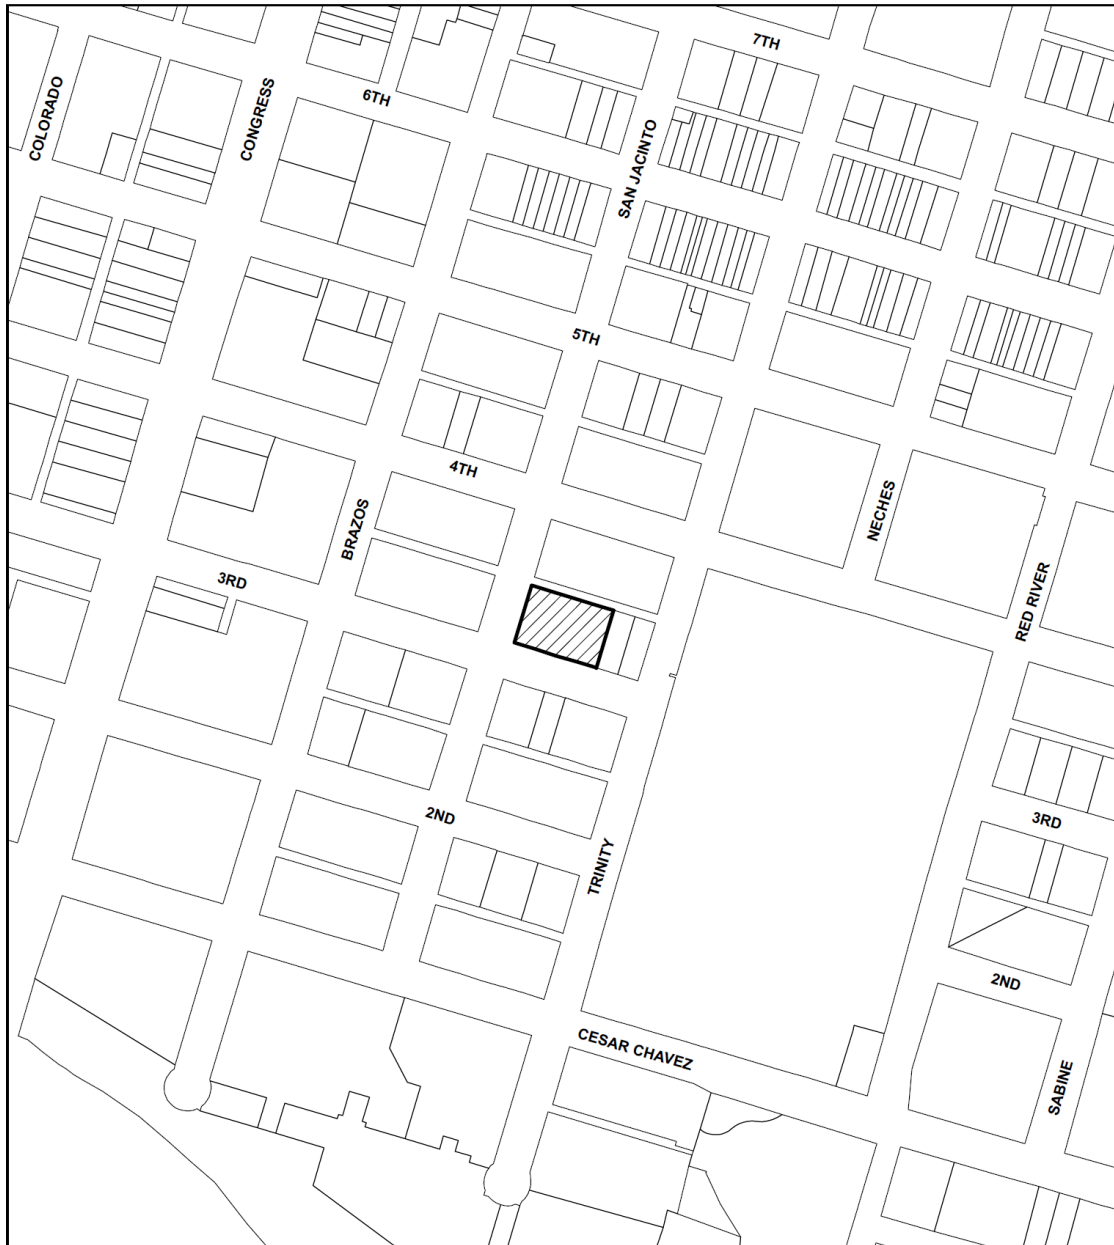 7TH
6TH
COLORADO
CONGRESS
SAN JACINTO
5TH
4TH
NECHES
BRAZOS
3RD
RED RIVER
2ND
3RD
TRINITY
2ND
CESAR CHAVEZ
SABINE